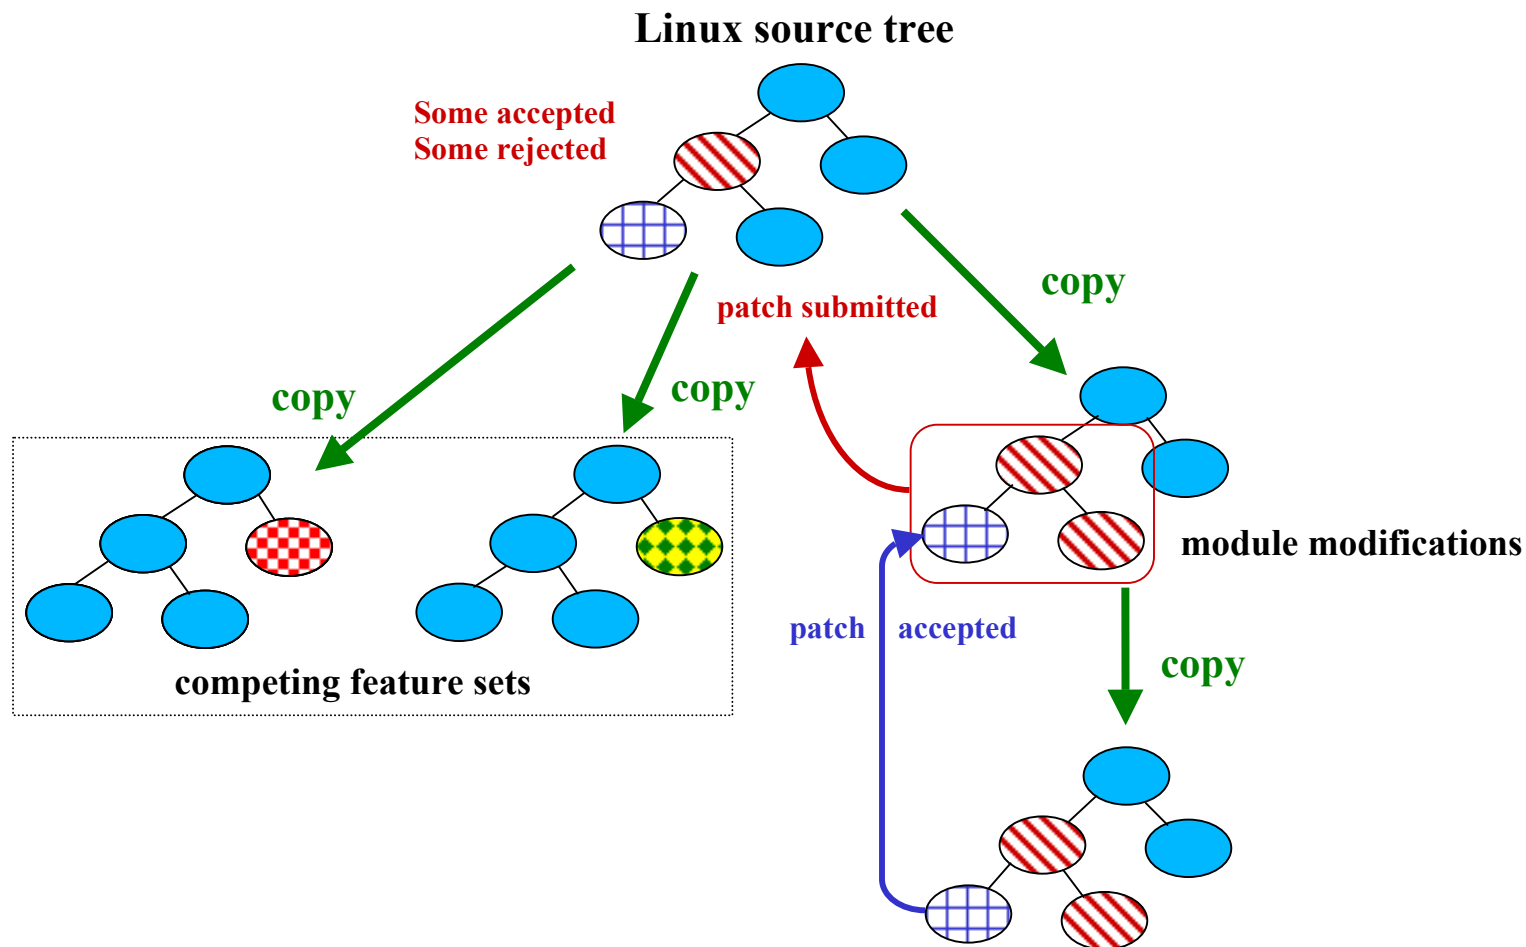 Linux source tree
Some accepted
Some rejected
copy
patch submitted
copy
copy
module modifications
patch accepted
copy
competing feature sets